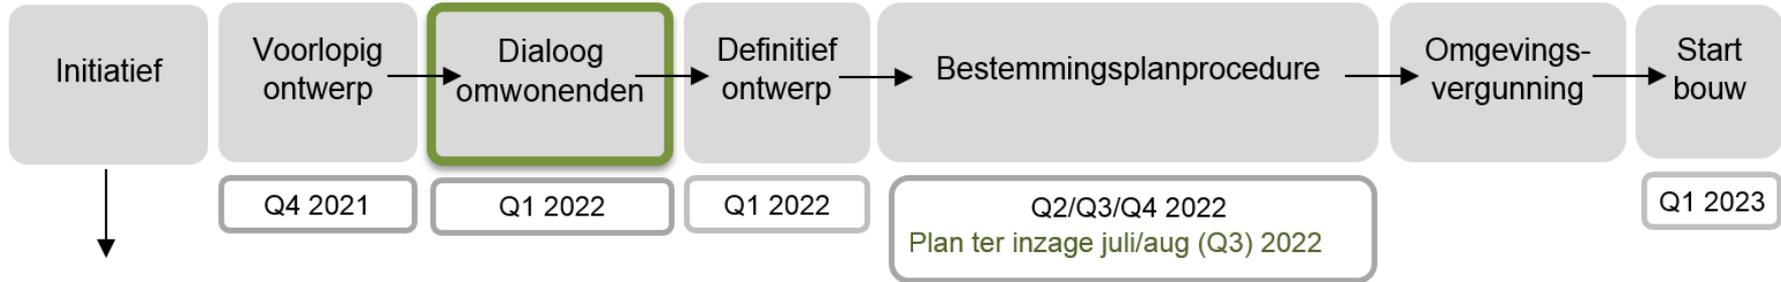 Initiatief
Voorlopig
ontwerp
Dialoog
omwonenden
Definitief
ontwerp
Bestemmingsplanprocedure
Omgevings-
vergunning
Start
bouw
Q4 2021
Q1 2022
Q1 2022
Q2/Q3/Q4 2022
Plan ter inzage juli/aug (Q3) 2022
Q1 2023